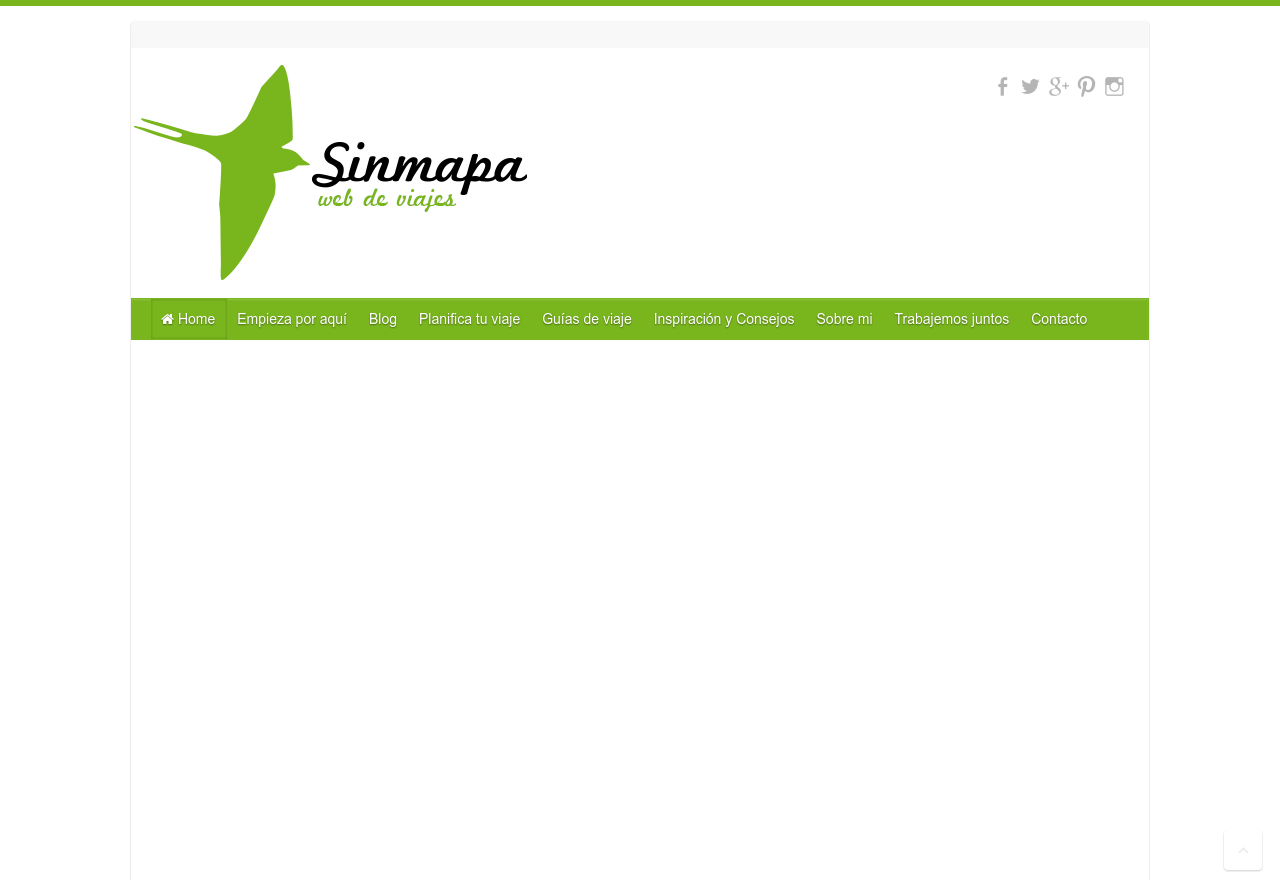 Sinmapa
web de viajes
Home Empieza por aquí Blog Planifica tu viaje Guías de viaje Inspiración y Consejos Sobre mi Trabajemos juntos Contacto